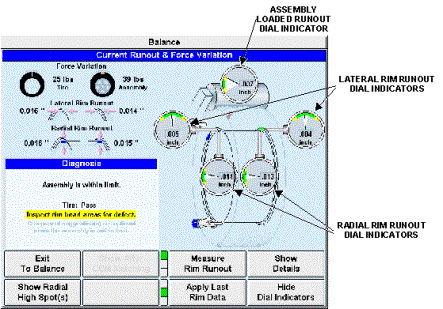 ASSEMBLY
LOADED RUNOUT
DIAL INDICATOR
Balance
Current Runout & Force Variation
Force Variation
25 lbs
Tire
39 lbs
Assembly
Lateral Rim Runout
0.016 "
0.014 "
Radial Rim Runout
0.016 "
0.015 "
.007
inch
LATERAL RIM RUNOUT
DIAL INDICATORS
.005
inch
.004
inch
.011
inch
.013
inch
RADIAL RIM RUNOUT
DIAL INDICATORS
Diagnosis
Assembly is within limit.
Tire: Pass
Inspect rim bead areas for defect.
Exit
To Balance
Show After
Measure
Rim Runout
Show
Details
Show Radial
High Spot(s)
Apply Last
Rim Data
Hide
Dial Indicators